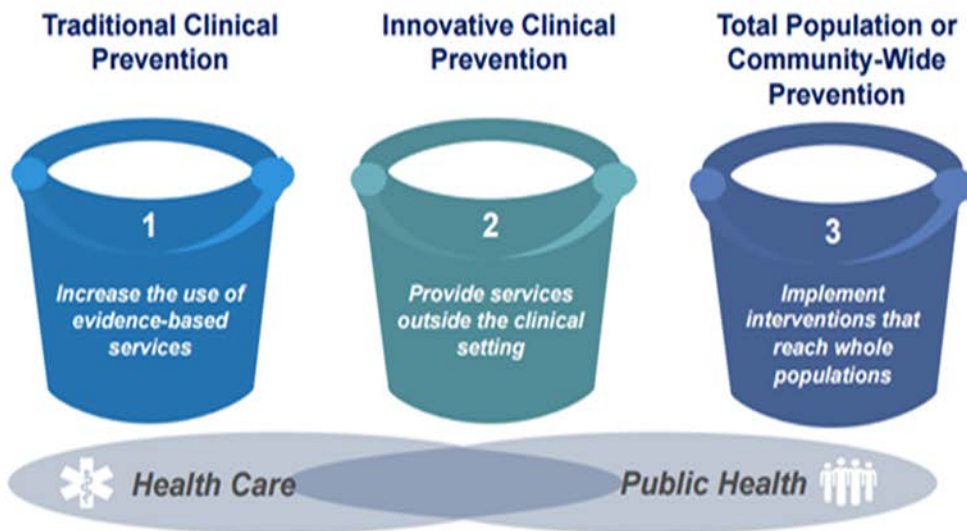 Traditional Clinical
Prevention
Innovative Clinical
Prevention
Total Population or
Community-Wide
Prevention
1
Increase the use of
evidence-based
services
2
Provide services
outside the clinical
setting
3
Implement
interventions that
reach whole
populations
Health Care
Public Health